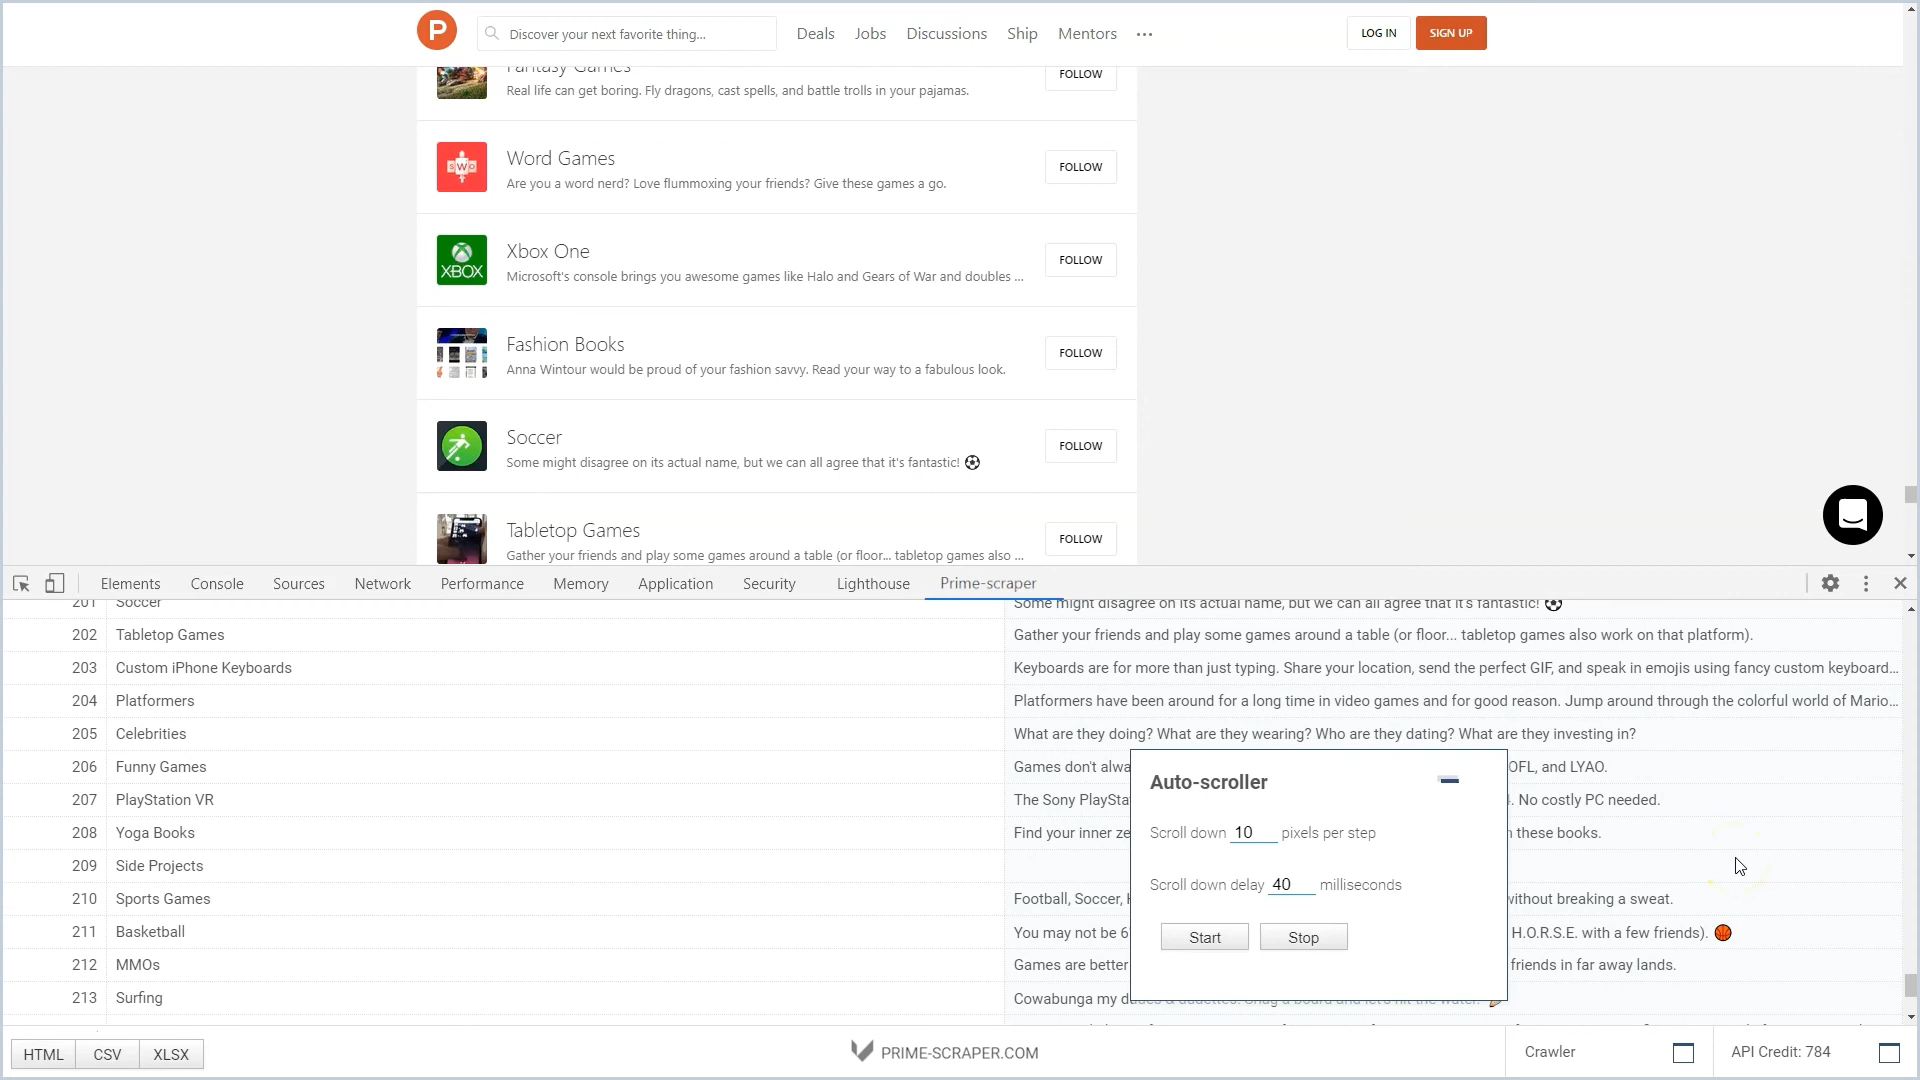 P
Discover your next favorite thing...
Deals
Jobs
Discussions
Ship
Mentors
LOG IN
SIGN UP
Fantasy Games
Real life can get boring. Fly dragons, cast spells, and battle trolls in your pajamas.
FOLLOW
SWO
Word Games
Are you a word nerd? Love flummoxing your friends? Give these games a go.
FOLLOW
XBOX
Xbox One
Microsoft's console brings you awesome games like Halo and Gears of War and doubles ...
FOLLOW
Fashion Books
Anna Wintour would be proud of your fashion savvy. Read your way to a fabulous look.
FOLLOW
Soccer
Some might disagree on its actual name, but we can all agree that it's fantastic! ⚽
FOLLOW
Tabletop Games
Gather your friends and play some games around a table (or floor... tabletop games also ...
FOLLOW
Elements
Console
Sources
Network
Performance
Memory
Application
Security
Lighthouse
Prime-scraper
201 Soccer Some might disagree on its actual name, but we can all agree that it's fantastic! ⚽
202 Tabletop Games Gather your friends and play some games around a table (or floor... tabletop games also work on that platform).
203 Custom iPhone Keyboards Keyboards are for more than just typing. Share your location, send the perfect GIF, and speak in emojis using fancy custom keyboard...
204 Platformers Platformers have been around for a long time in video games and for good reason. Jump around through the colorful world of Mario...
205 Celebrities What are they doing? What are they wearing? Who are they dating? What are they investing in?
206 Funny Games Games don't alwa OFL, and LYAO.
207 PlayStation VR The Sony PlaySta . No costly PC needed.
208 Yoga Books Find your inner ze these books.
209 Side Projects
210 Sports Games Football, Soccer, without breaking a sweat.
211 Basketball You may not be 6 H.O.R.S.E. with a few friends). 🏀
212 MMOs Games are better friends in far away lands.
213 Surfing Cowabunga my
Auto-scroller
Scroll down 10 pixels per step
Scroll down delay 40 milliseconds
Start
Stop
HTML
CSV
XLSX
PRIME-SCRAPER.COM
Crawler
API Credit: 784